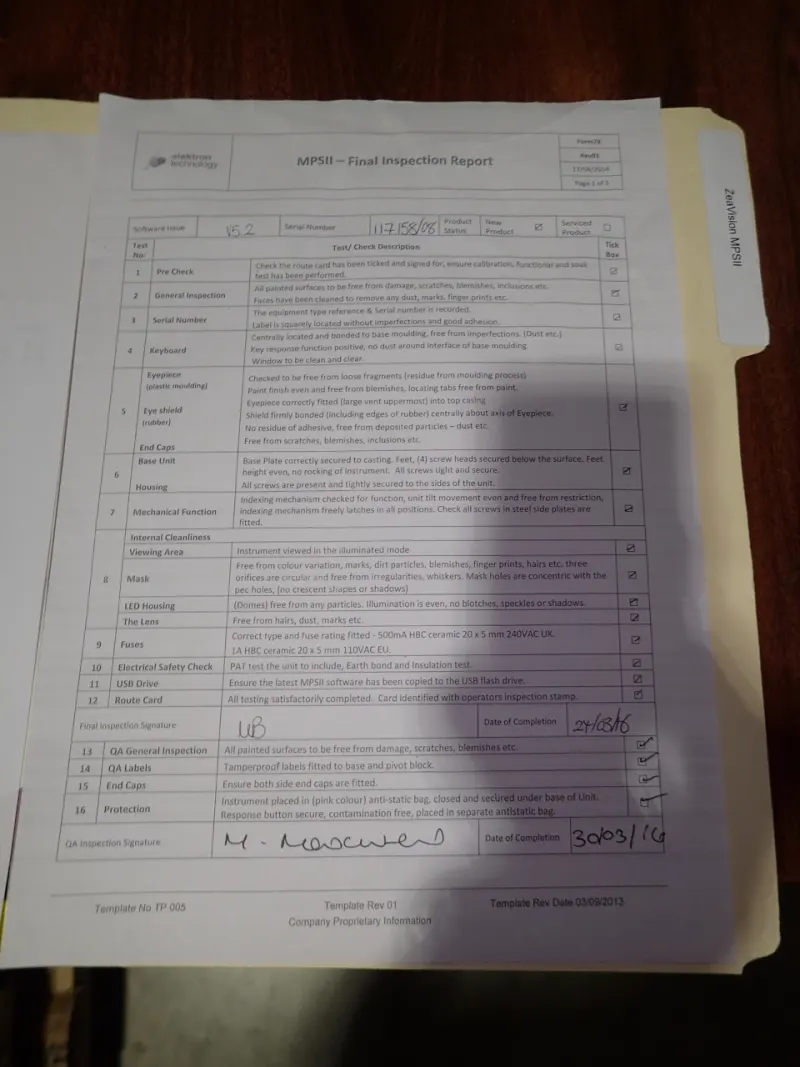 elektron
technology
MPSII – Final Inspection Report
Form78
Rev01
Page 1 of 1
ZeaVision MPSII
Software Issue V5.2 Serial Number 117158/08 Product Status New Product ☑ Serviced Product ☐
Test No: Test/ Check Description Tick Box
1 Pre Check Check the route card has been ticked and signed for, ensure calibration, functional and soak
test has been performed. ☑
2 General Inspection All painted surfaces to be free from damage, scratches, blemishes, inclusions etc.
Faces have been cleaned to remove any dust, marks, finger prints etc. ☑
3 Serial Number The equipment type reference & Serial number is recorded.
Label is squarely located without imperfections and good adhesion. ☑
4 Keyboard Centrally located and bonded to base moulding, free from imperfections. (Dust etc.)
Key response function positive, no dust around interface of base moulding.
Window to be clean and clear. ☑
5 Eyepiece
(plastic moulding) Checked to be free from loose fragments (residue from moulding process)
Paint finish even and free from blemishes, locating tabs free from paint.
Eyepiece correctly fitted (large vent uppermost) into top casing
Eye shield
(rubber) Shield firmly bonded (including edges of rubber) centrally about axis of Eyepiece.
No residue of adhesive, free from deposited particles – dust etc.
End Caps Free from scratches, blemishes, inclusions etc. ☑
6 Base Unit Base Plate correctly secured to casting. Feet, (4) screw heads secured below the surface. Feet
height even, no rocking of instrument. All screws tight and secure.
Housing All screws are present and tightly secured to the sides of the unit. ☑
7 Mechanical Function Indexing mechanism checked for function, unit tilt movement even and free from restriction,
indexing mechanism freely latches in all positions. Check all screws in steel side plates are
fitted. ☑
8 Internal Cleanliness
Viewing Area Instrument viewed in the illuminated mode ☑
Mask Free from colour variation, marks, dirt particles, blemishes, finger prints, hairs etc. three
orifices are circular and free from irregularities, whiskers. Mask holes are concentric with the
pec holes, (no crescent shapes or shadows) ☑
LED Housing (Domes) free from any particles. Illumination is even, no blotches, speckles or shadows. ☑
The Lens Free from hairs, dust, marks etc. ☑
9 Fuses Correct type and fuse rating fitted - 500mA HBC ceramic 20 x 5 mm 240VAC UK.
1A HBC ceramic 20 x 5 mm 110VAC EU. ☑
10 Electrical Safety Check PAT test the unit to include, Earth bond and Insulation test. ☑
11 USB Drive Ensure the latest MPSII software has been copied to the USB flash drive. ☑
12 Route Card All testing satisfactorily completed. Card identified with operators inspection stamp. ☑
Final Inspection Signature Date of Completion 24/03/16
13 QA General Inspection All painted surfaces to be free from damage, scratches, blemishes etc. ☑
14 QA Labels Tamperproof labels fitted to base and pivot block. ☑
15 End Caps Ensure both side end caps are fitted. ☑
16 Protection Instrument placed in (pink colour) anti-static bag, closed and secured under base of Unit.
Response button secure, contamination free, placed in separate antistatic bag. ☑
QA Inspection Signature Date of Completion 30/03/16
Template No TP 005 Template Rev 01 Template Rev Date 03/09/2013
Company Proprietary Information